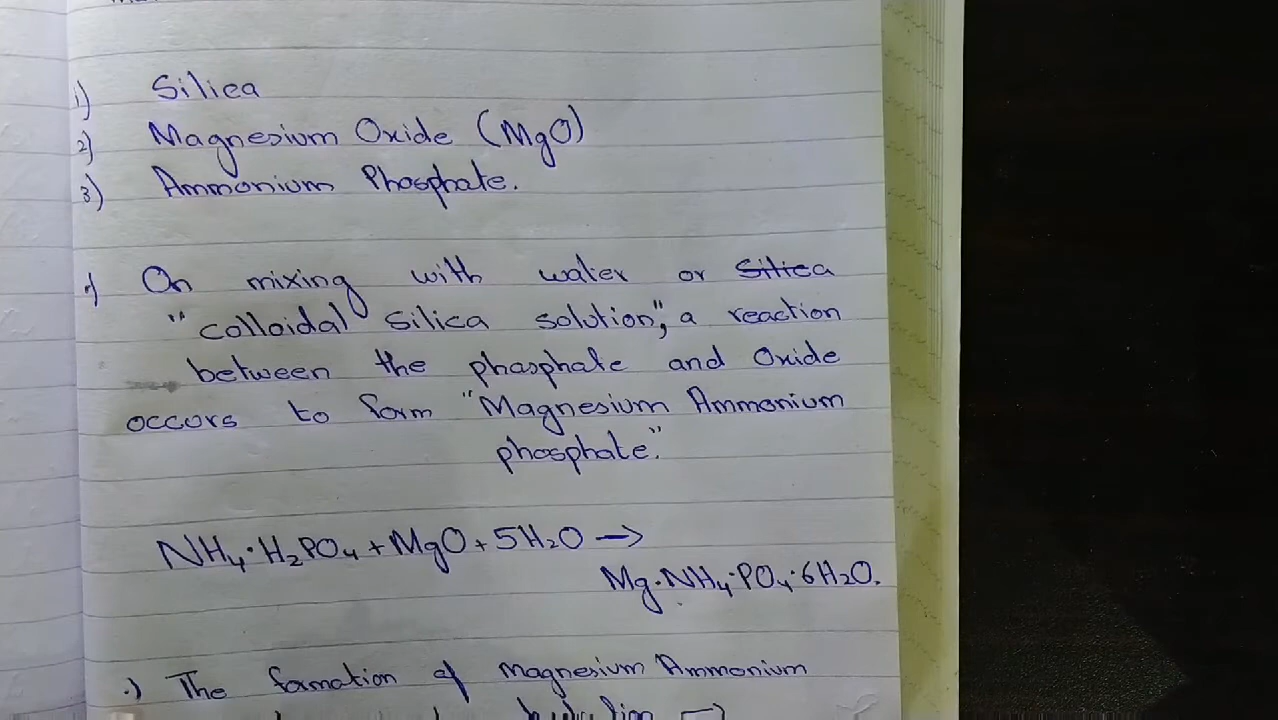 1) Silica
2) Magnesium Oxide (MgO)
3) Ammonium Phosphate.
On mixing with water or Silica
"colloidal silica solution", a reaction
between the phosphate and Oxide
occurs to form "Magnesium Ammonium
phosphate."
NH₄·H₂PO₄ + MgO + 5H₂O →
Mg·NH₄·PO₄·6H₂O.
·) The formation of Magnesium Ammonium